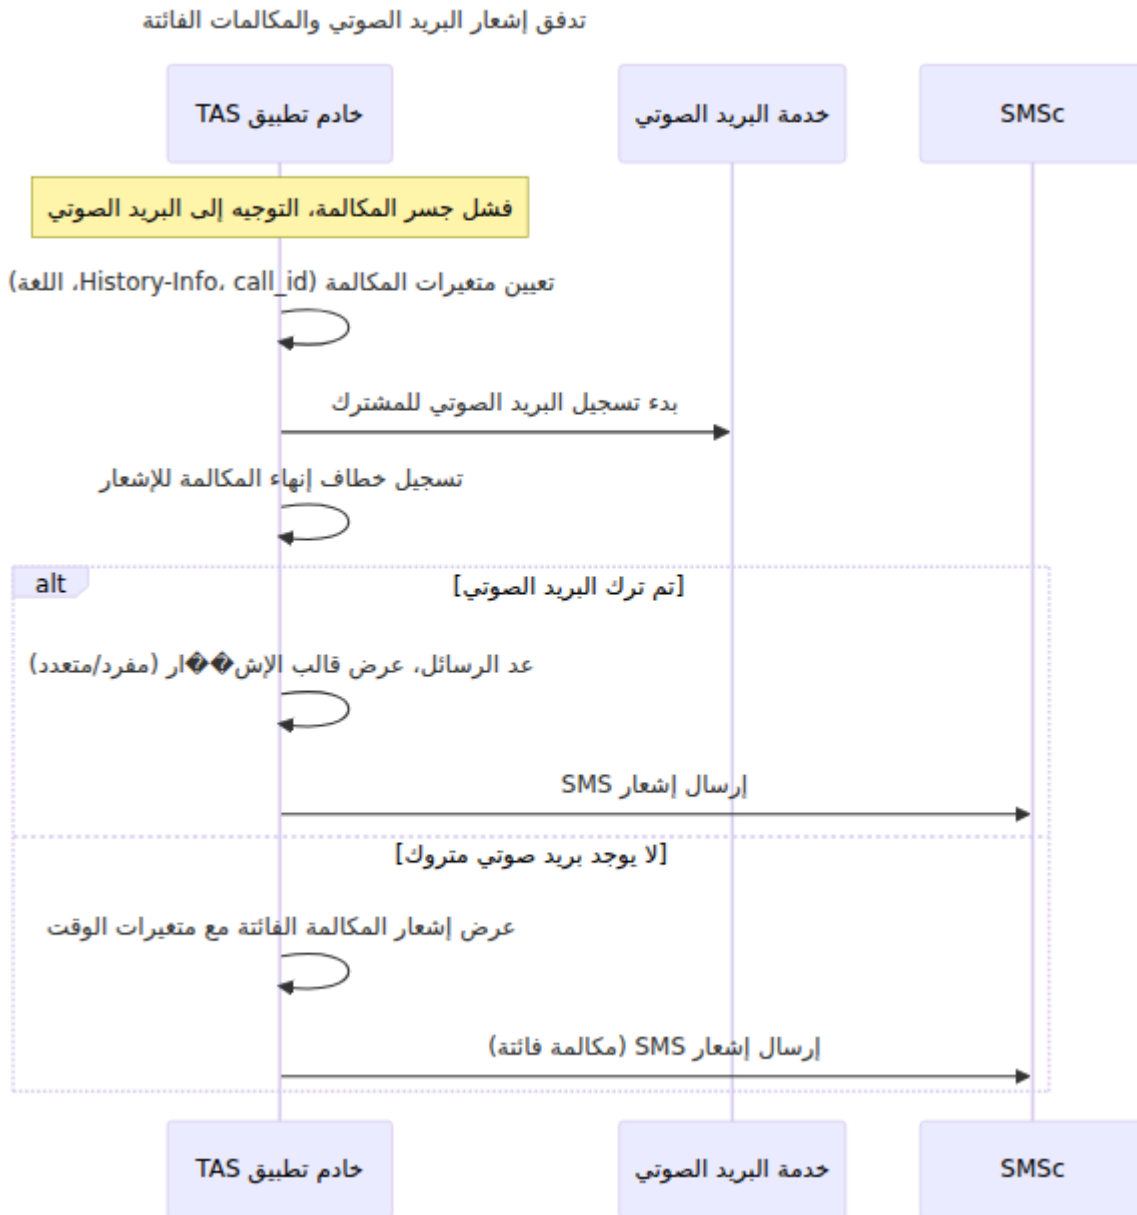 تدفق إشعار البريد الصوتي والمكالمات الفائتة
خادم تطبيق TAS
خدمة البريد الصوتي
SMSc
فشل جسر المكالمة، التوجيه إلى البريد الصوتي
تعيين متغيرات المكالمة (History-Info، call_id، اللغة)
بدء تسجيل البريد الصوتي للمشترك
تسجيل خطاف إنهاء المكالمة للإشعار
alt
[تم ترك البريد الصوتي]
عد الرسائل، عرض قالب الإش��ار (مفرد/متعدد)
إرسال إشعار SMS
[لا يوجد بريد صوتي متروك]
عرض إشعار المكالمة الفائتة مع متغيرات الوقت
إرسال إشعار SMS (مكالمة فائتة)
خادم تطبيق TAS
خدمة البريد الصوتي
SMSc